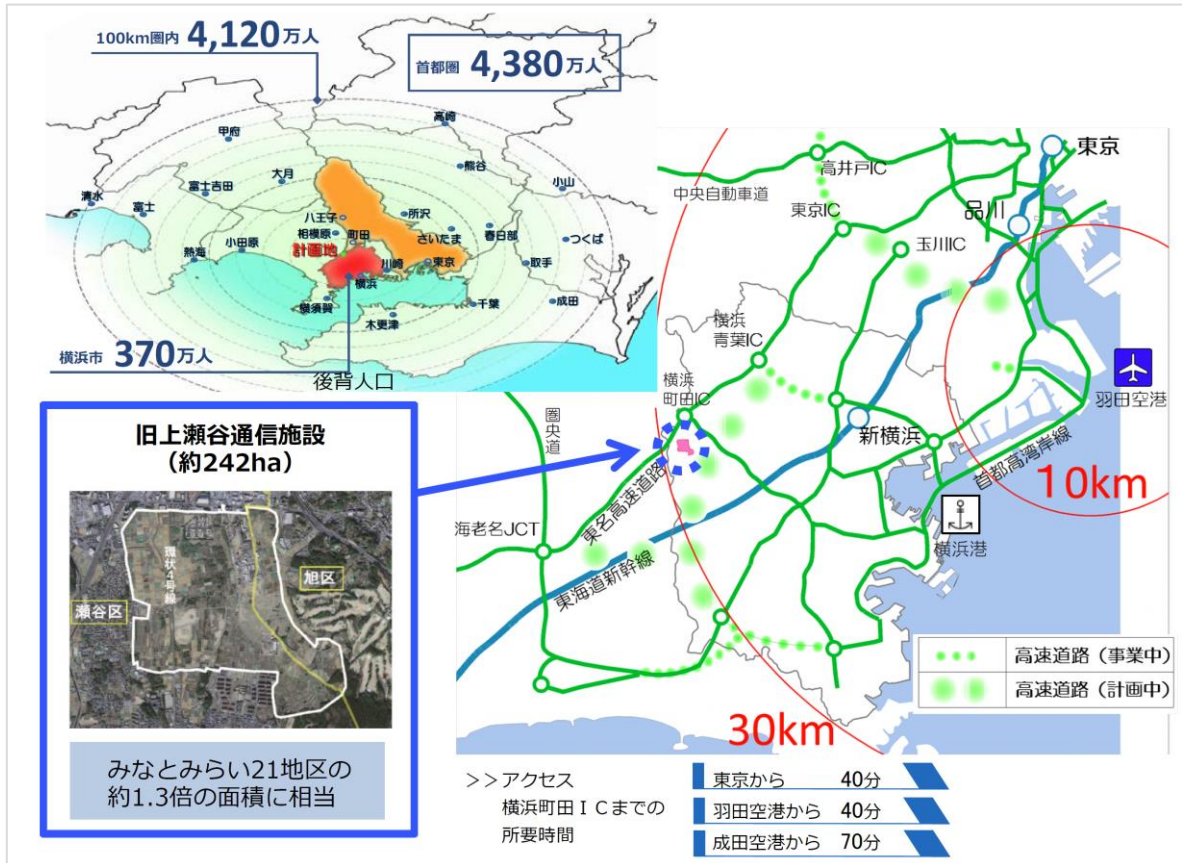 100km圏内 4,120万人
首都圏 4,380万人
高崎
甲府
熊谷
大月
小山
富士吉田
清水
富士
八王子
所沢
相模原
町田
さいたま
春日部
つくば
計画地
小田原
熱海
川崎
東京
取手
横浜
横須賀
千葉
成田
木更津
横浜市 370万人
後背人口
東京
高井戸IC
中央自動車道
東京IC
品川
玉川IC
横浜
青葉IC
横浜
町田IC
羽田空港
圏央道
新横浜
首都高湾岸線
10km
東名高速道路
海老名JCT
横浜港
東海道新幹線
30km
高速道路（事業中）
高速道路（計画中）
旧上瀬谷通信施設
（約242ha）
環状4号線
旭区
瀬谷区
みなとみらい21地区の
約1.3倍の面積に相当
>>アクセス
横浜町田ＩＣまでの
所要時間
東京から 40分
羽田空港から 40分
成田空港から 70分